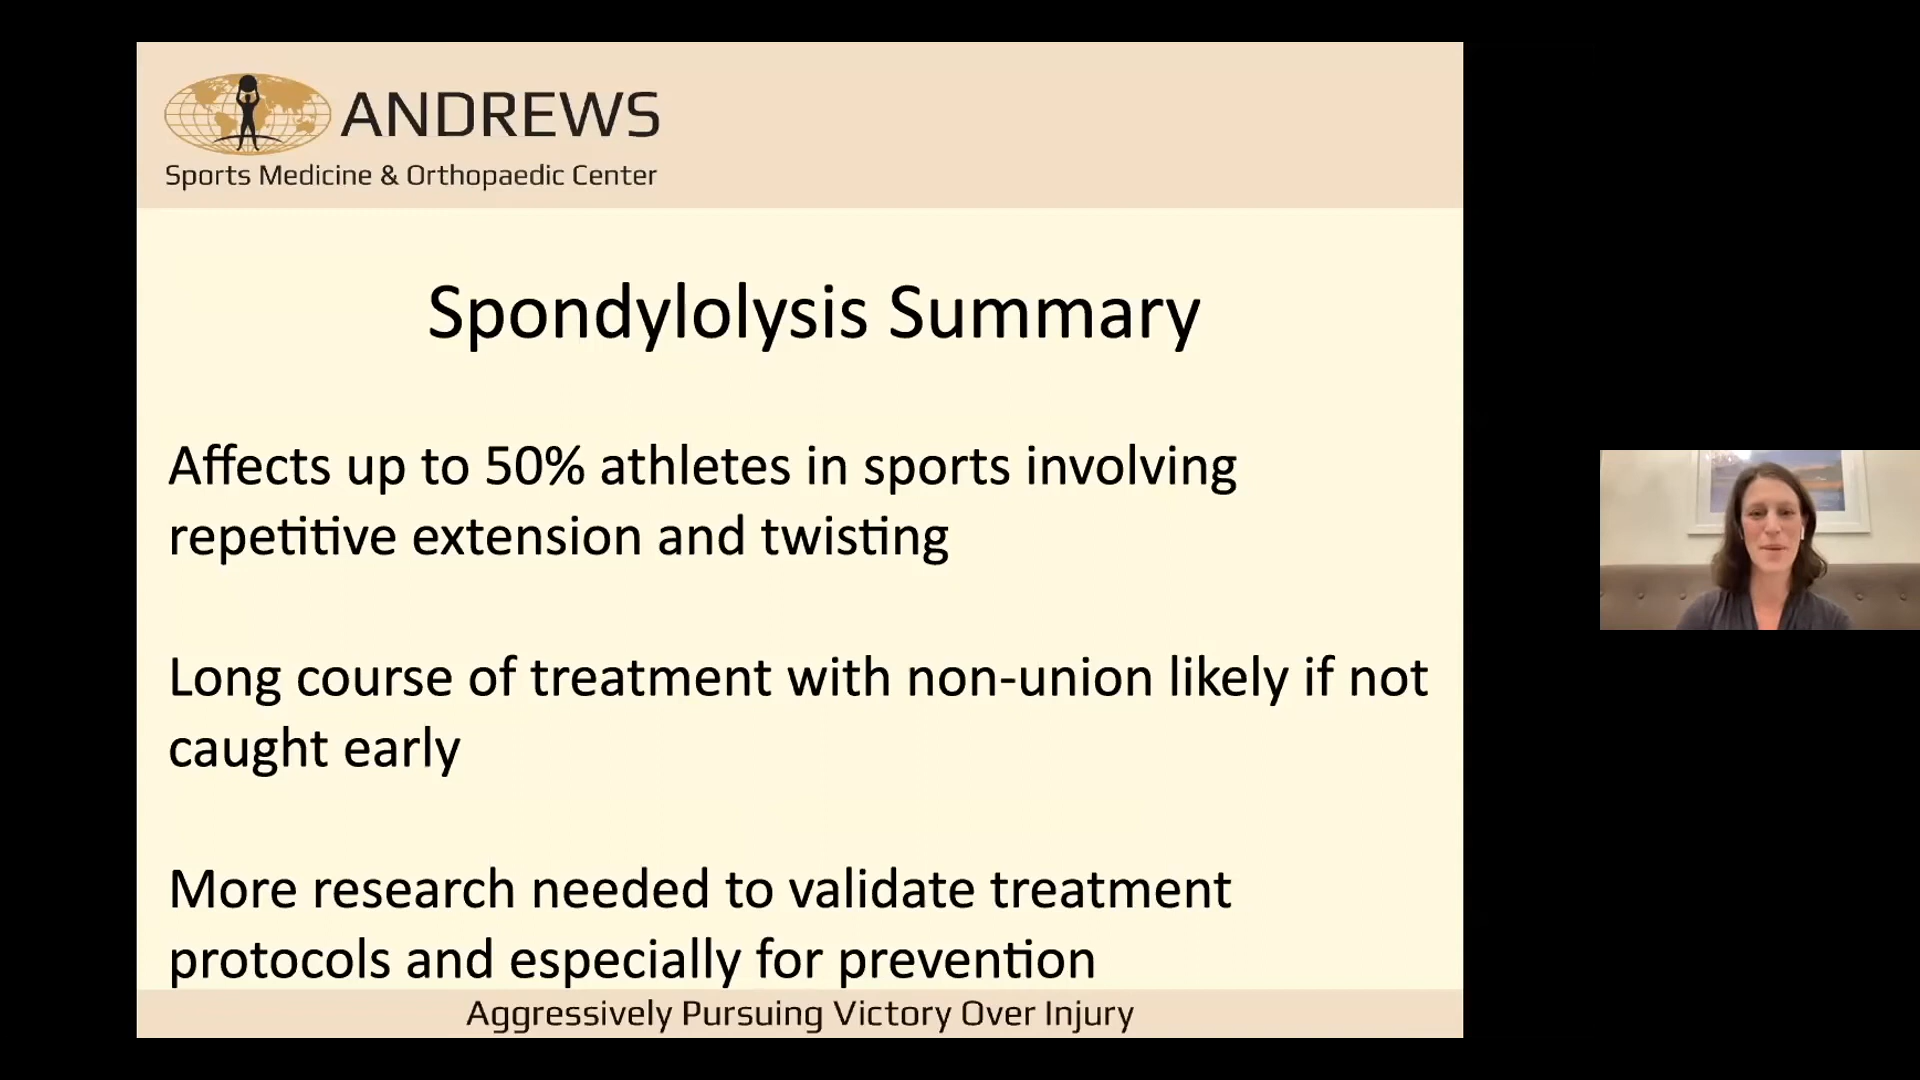 ANDREWS
Sports Medicine & Orthopaedic Center
Spondylolysis Summary
Affects up to 50% athletes in sports involving
repetitive extension and twisting
Long course of treatment with non-union likely if not
caught early
More research needed to validate treatment
protocols and especially for prevention
Aggressively Pursuing Victory Over Injury